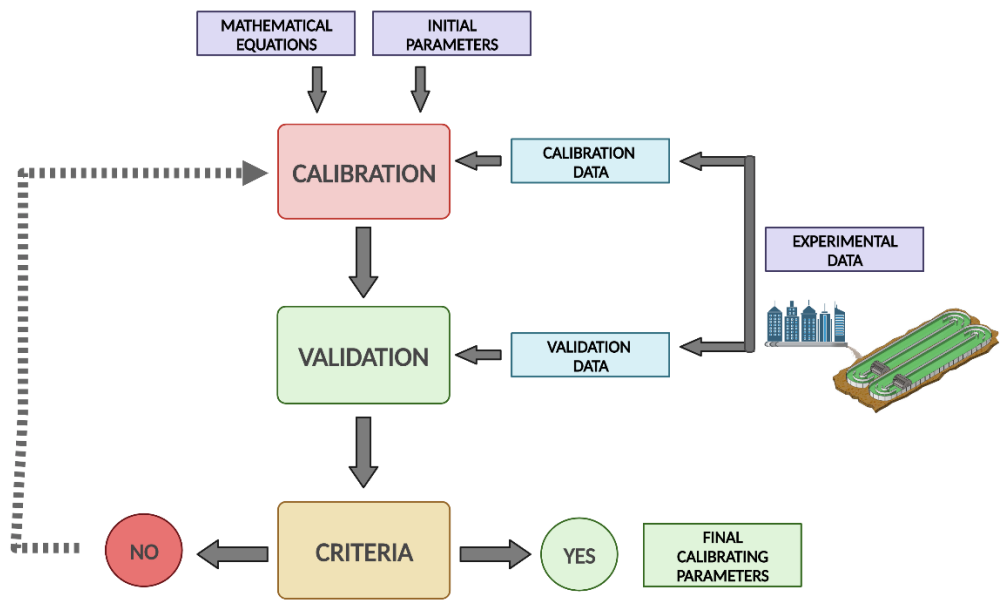 MATHEMATICAL
EQUATIONS
INITIAL
PARAMETERS
CALIBRATION
CALIBRATION
DATA
EXPERIMENTAL
DATA
VALIDATION
VALIDATION
DATA
NO
CRITERIA
YES
FINAL
CALIBRATING
PARAMETERS